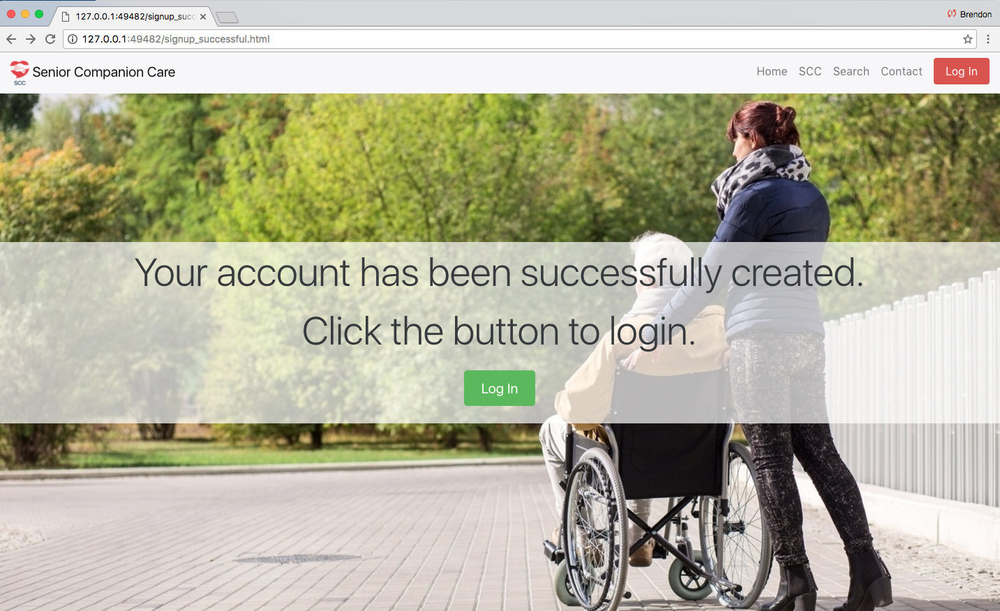 127.0.0.1:49482/signup_succ
Brendon
127.0.0.1:49482/signup_successful.html
SCC
Senior Companion Care
Home SCC Search Contact Log In
Your account has been successfully created.
Click the button to login.
Log In